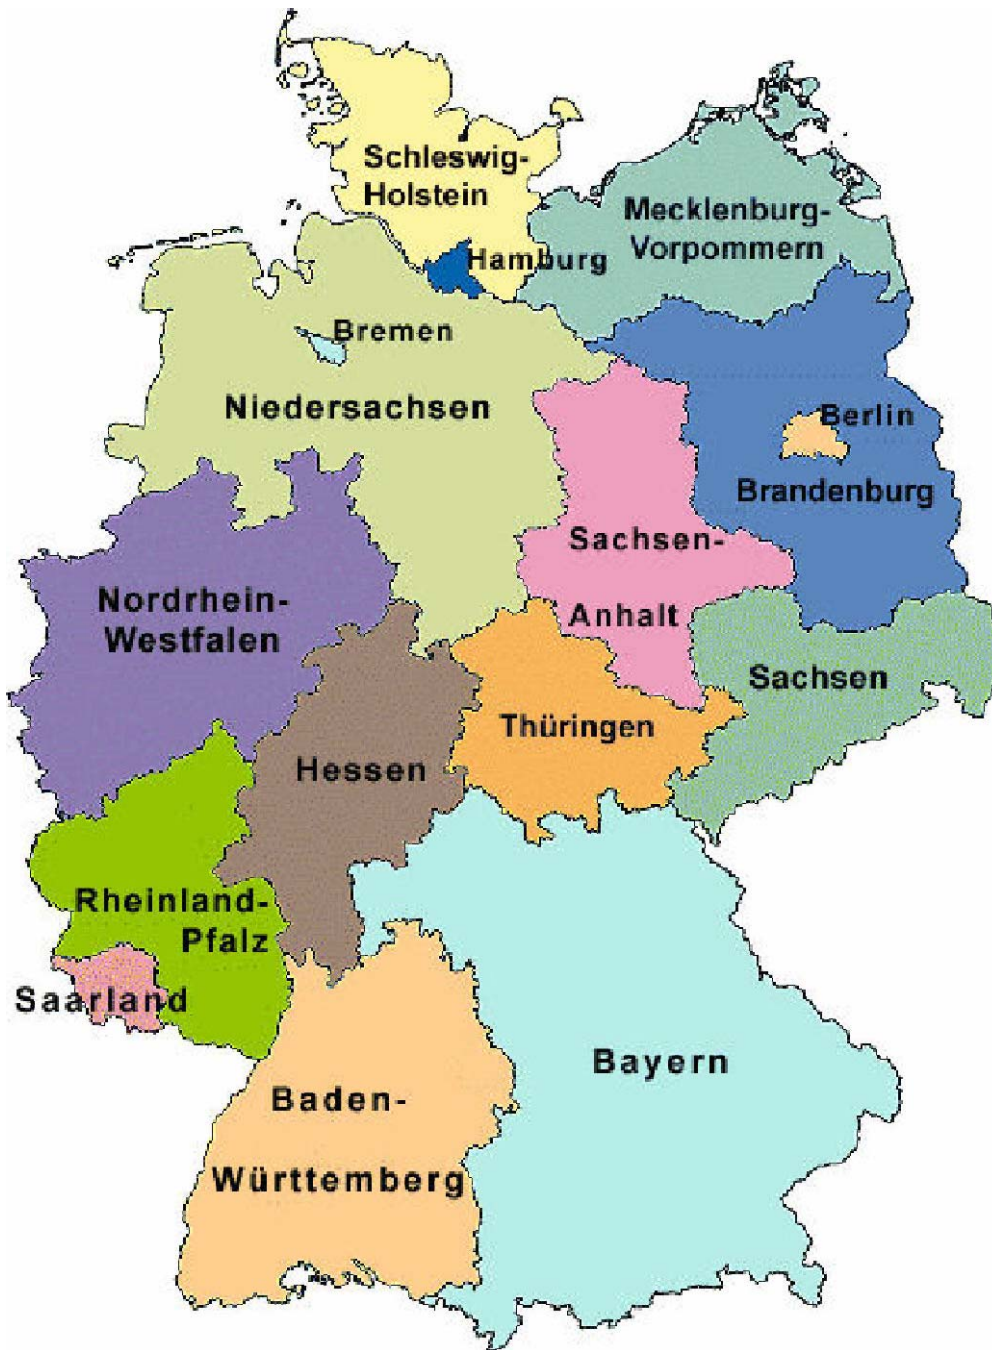 Schleswig-
Holstein
Mecklenburg-
Vorpommern
Hamburg
Bremen
Niedersachsen
Berlin
Brandenburg
Sachsen-
Anhalt
Nordrhein-
Westfalen
Sachsen
Thüringen
Hessen
Rheinland-
Pfalz
Saarland
Bayern
Baden-
Württemberg